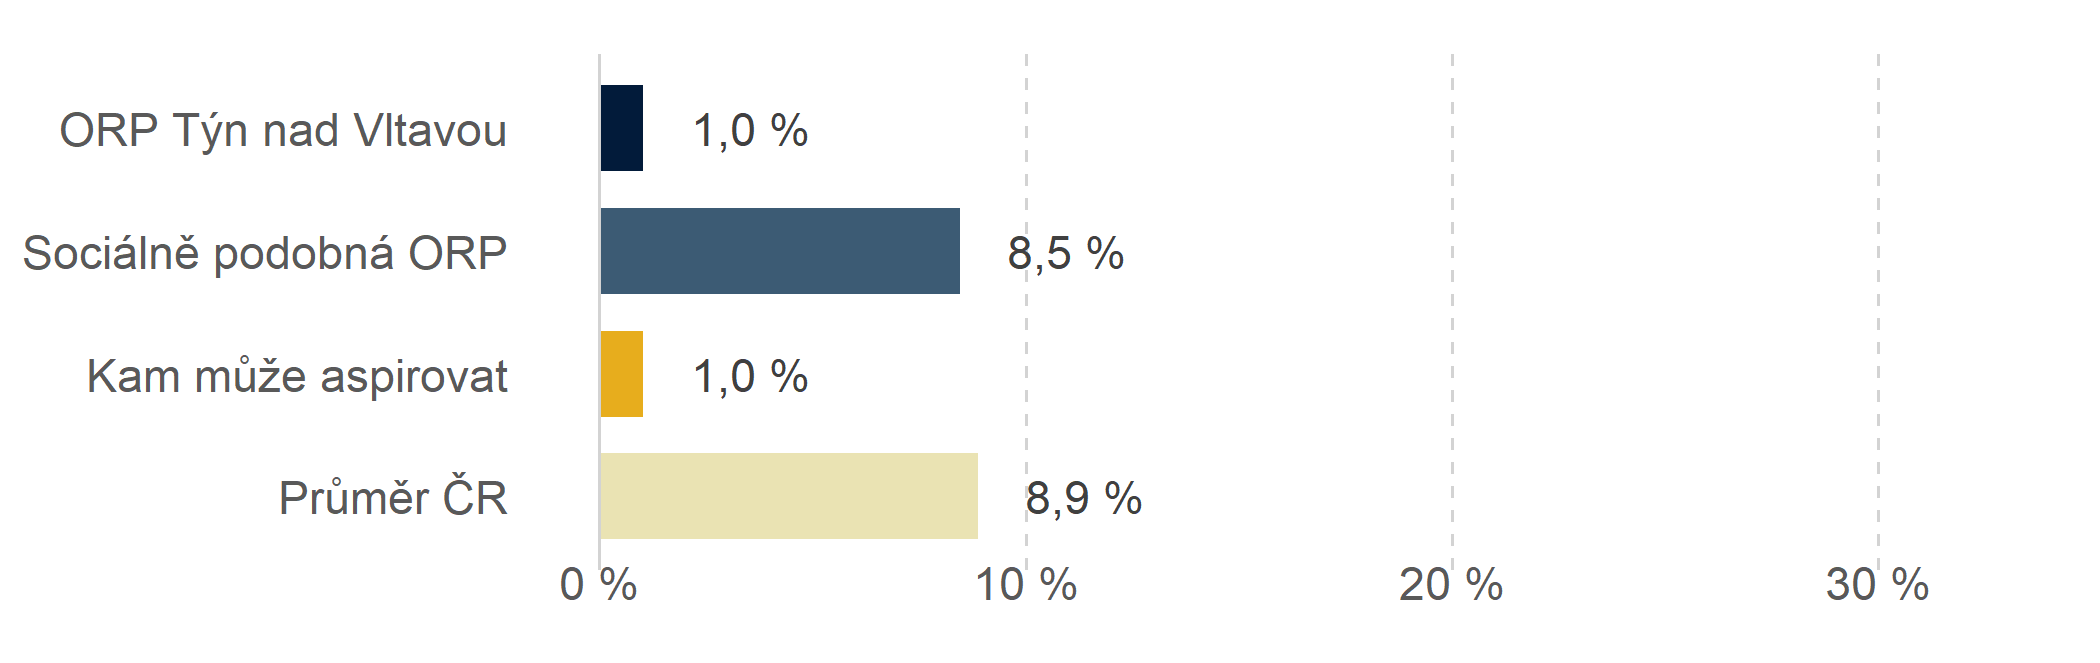 ORP Týn nad Vltavou 1,0 %
Sociálně podobná ORP 8,5 %
Kam může aspirovat 1,0 %
Průměr ČR 8,9 %
0 % 10 % 20 % 30 %